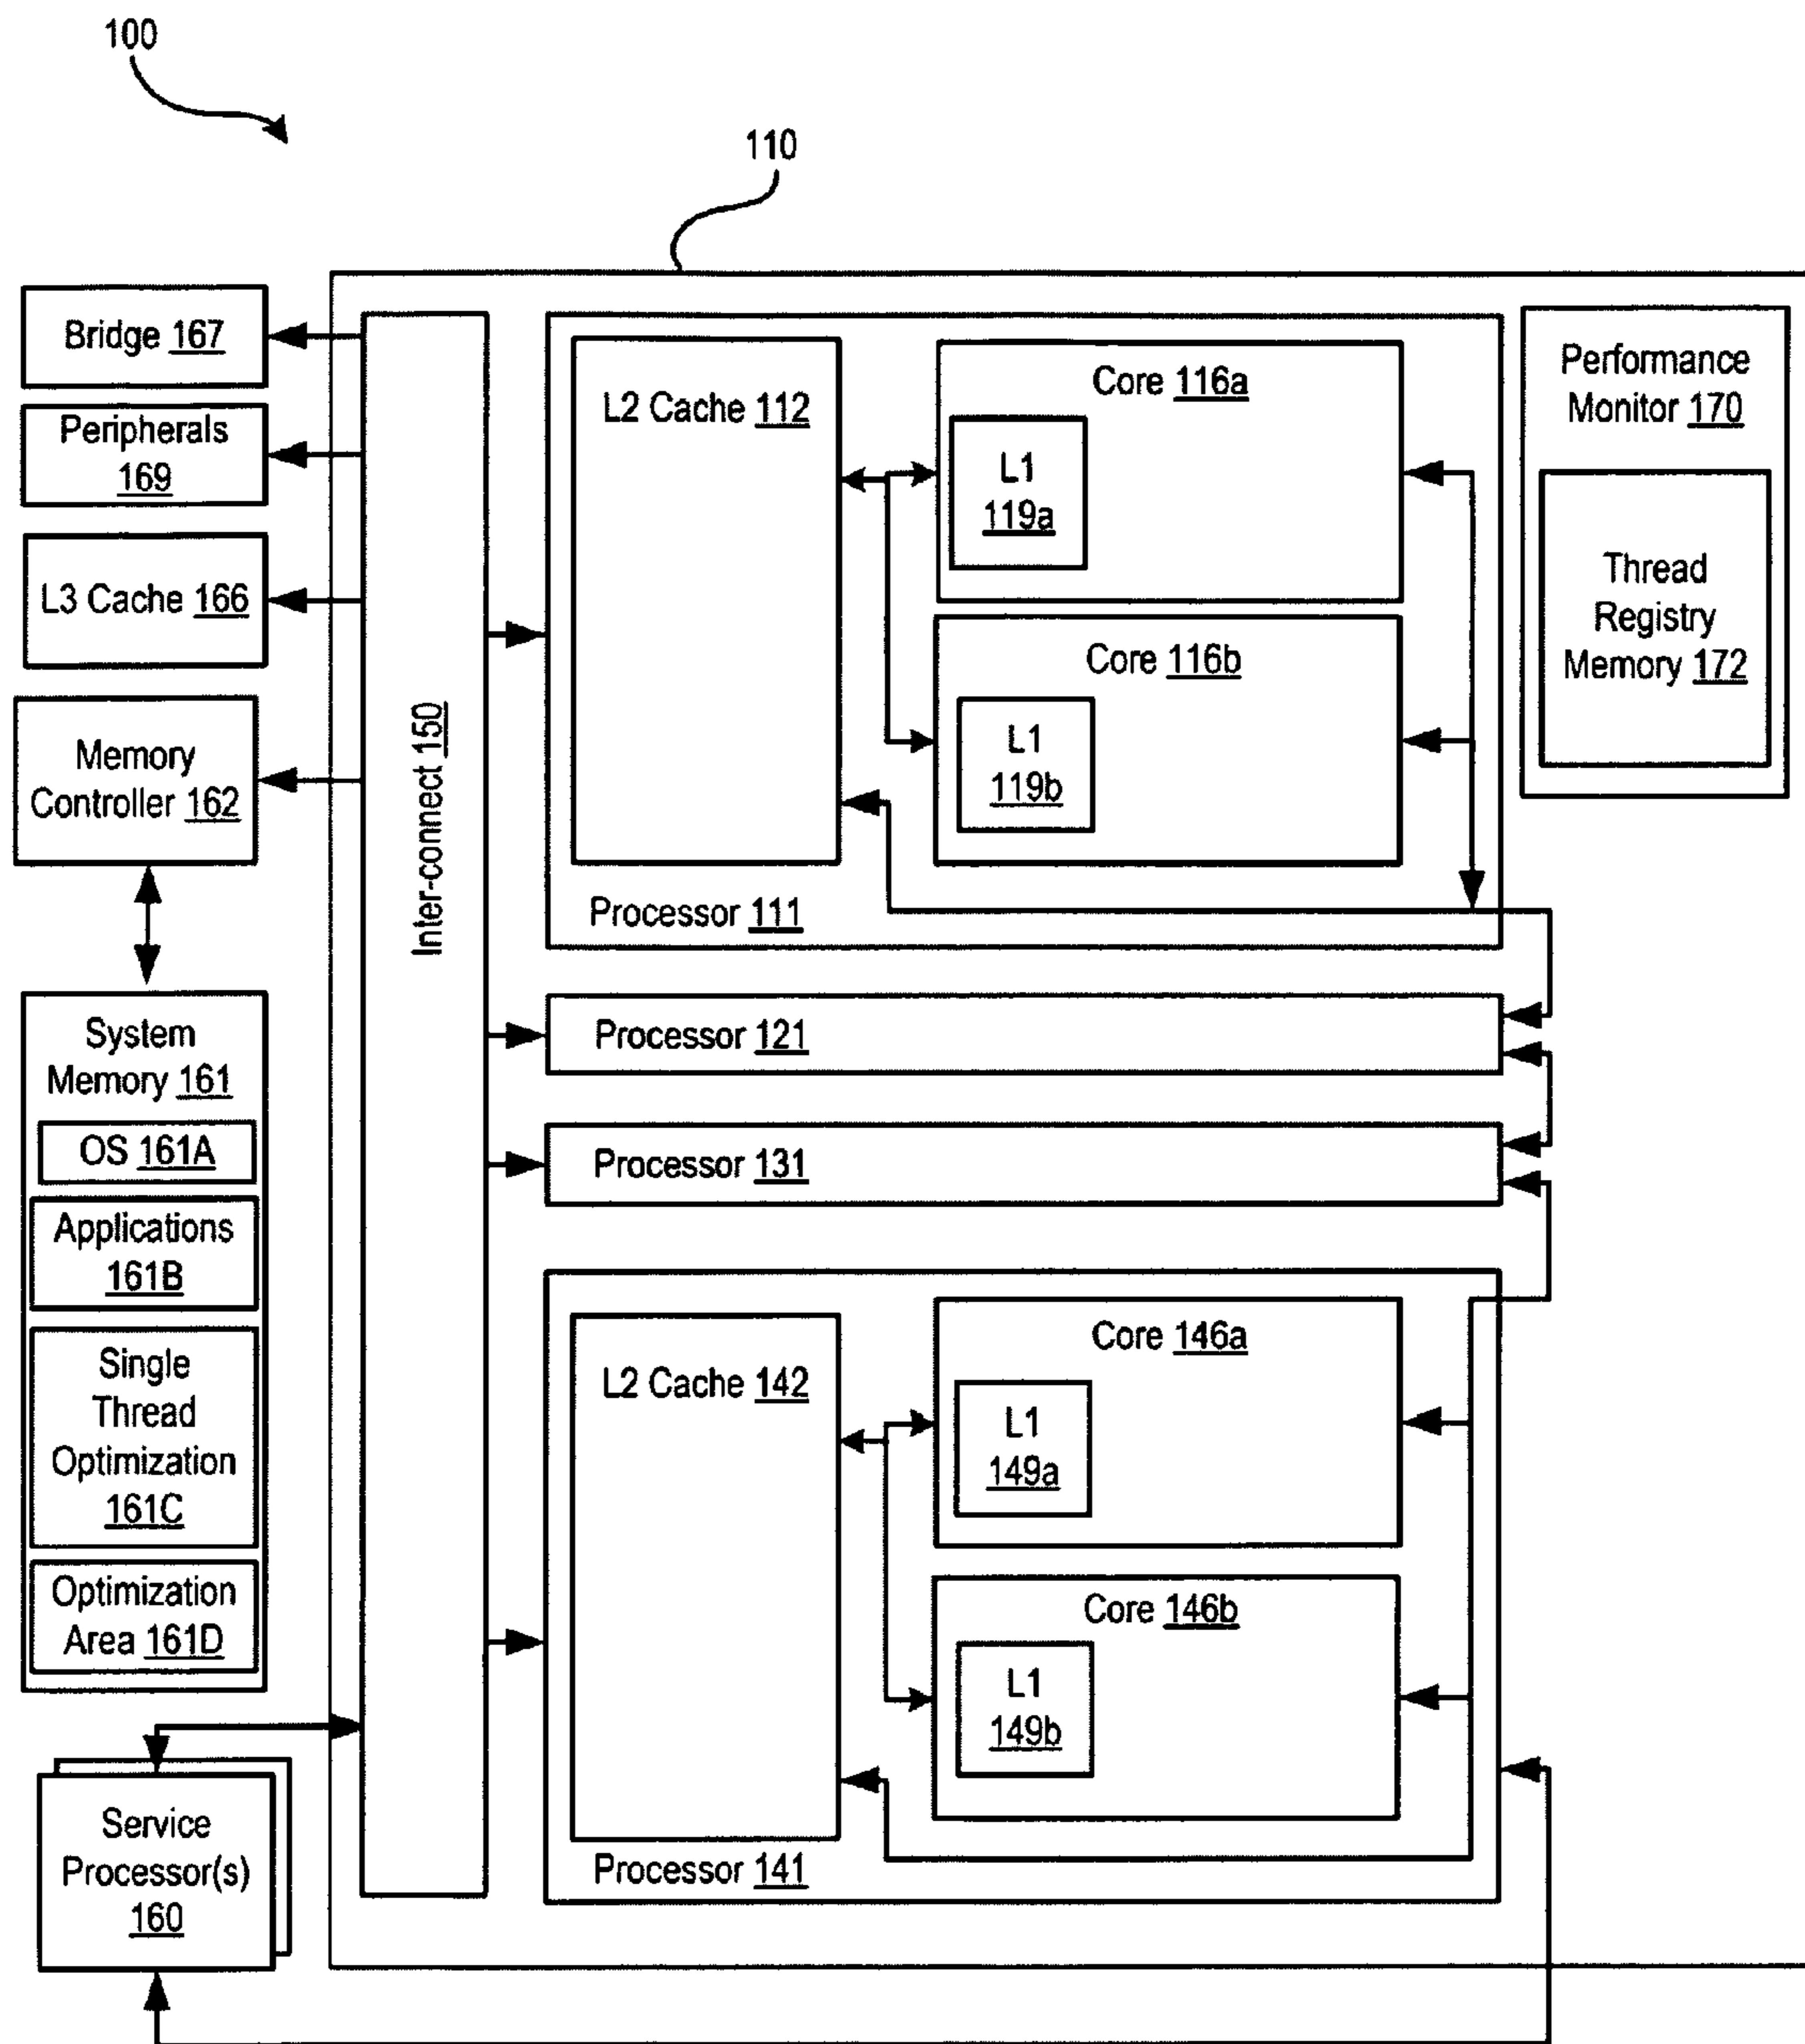 100
110
Bridge 167
Peripherals
169
L3 Cache 166
Memory
Controller 162
System
Memory 161
OS 161A
Applications
161B
Single
Thread
Optimization
161C
Optimization
Area 161D
Service
Processor(s)
160
Inter-connect 150
L2 Cache 112
Core 116a
L1
119a
Core 116b
L1
119b
Processor 111
Performance
Monitor 170
Thread
Registry
Memory 172
Processor 121
Processor 131
L2 Cache 142
Core 146a
L1
149a
Core 146b
L1
149b
Processor 141